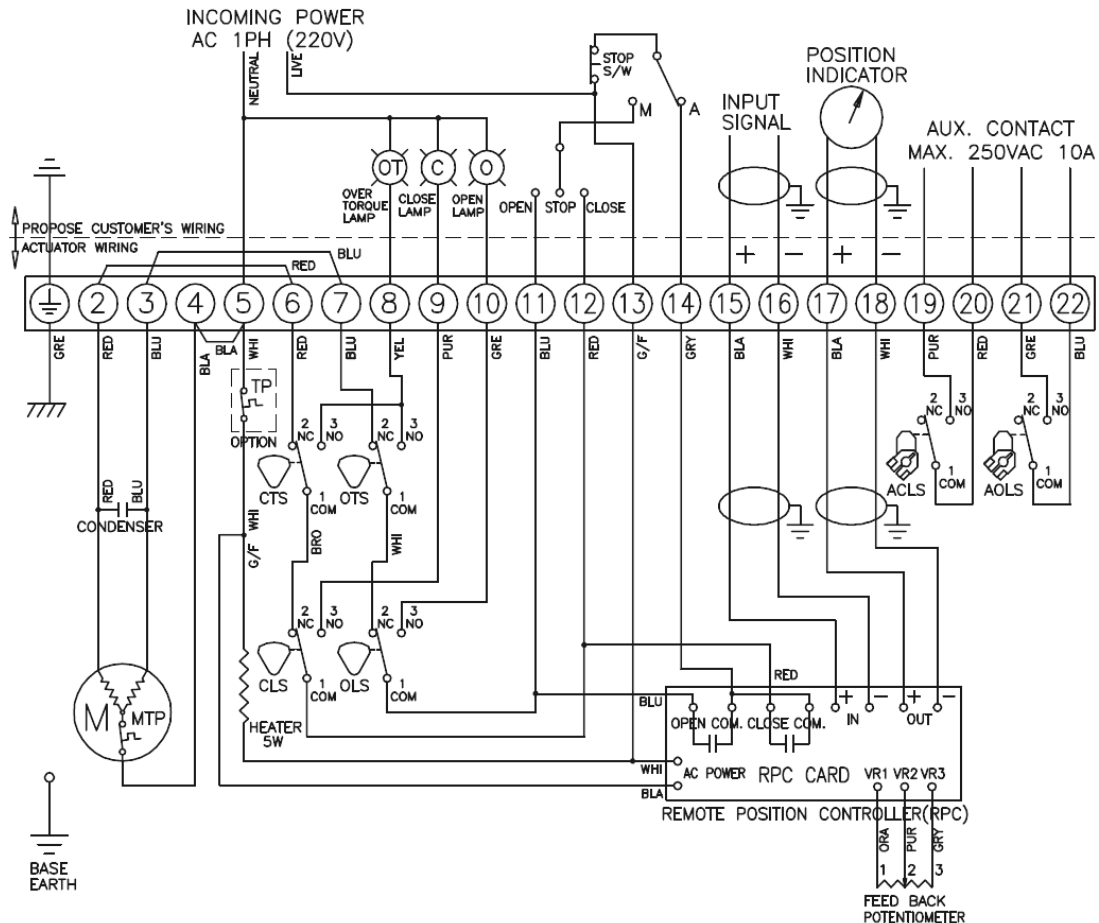 INCOMING POWER
AC 1PH (220V)
NEUTRAL
LIVE
STOP
S/W
M
A
INPUT
SIGNAL
POSITION
INDICATOR
AUX. CONTACT
MAX. 250VAC 10A
OT
C
O
OVER
TORQUE
LAMP
CLOSE
LAMP
OPEN
LAMP
OPEN
STOP
CLOSE
PROPOSE CUSTOMER'S WIRING
ACTUATOR WIRING
BLU
RED
+ − + −
2 3 4 5 6 7 8 9 10 11 12 13 14 15 16 17 18 19 20 21 22
GRE RED BLU BLA BLA WHI RED BLU YEL PUR GRE BLU RED G/F GRY BLA WHI BLA WHI PUR RED GRE BLU
TP
OPTION
2 NC 3 NO
CTS
1 COM
2 NC 3 NO
OTS
1 COM
2 NC 3 NO
ACLS
1 COM
2 NC 3 NO
AOLS
1 COM
RED
BLU
CONDENSER
WHI
G/F
BRO
WHI
2 NC 3 NO
CLS
1 COM
2 NC 3 NO
OLS
1 COM
M
MTP
HEATER
5W
BLU
RED
OPEN COM. CLOSE COM.
+ − IN
+ − OUT
WHI
AC POWER
RPC CARD
VR1 VR2 VR3
BLA
REMOTE POSITION CONTROLLER(RPC)
ORA PUR GRY
1 2 3
FEED BACK
POTENTIOMETER
BASE
EARTH